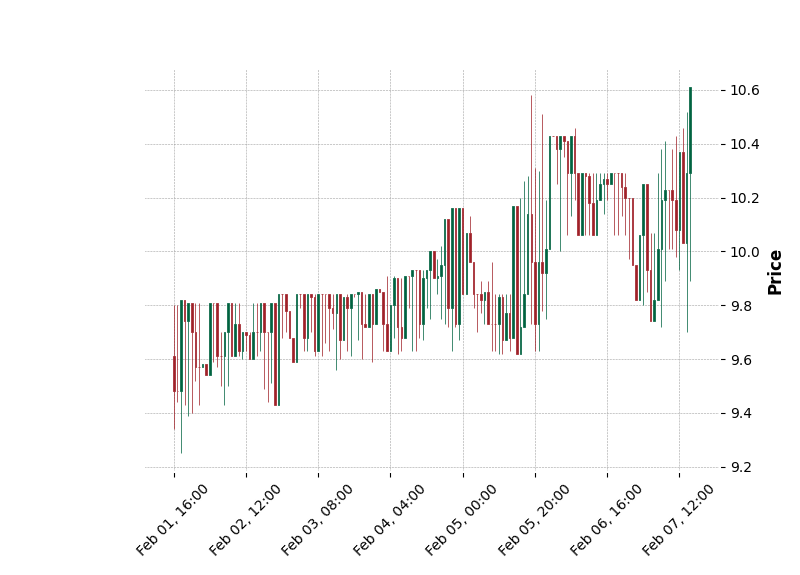 10.6
10.4
10.2
10.0
9.8
9.6
9.4
9.2
Price
Feb 01, 16:00
Feb 02, 12:00
Feb 03, 08:00
Feb 04, 04:00
Feb 05, 00:00
Feb 05, 20:00
Feb 06, 16:00
Feb 07, 12:00